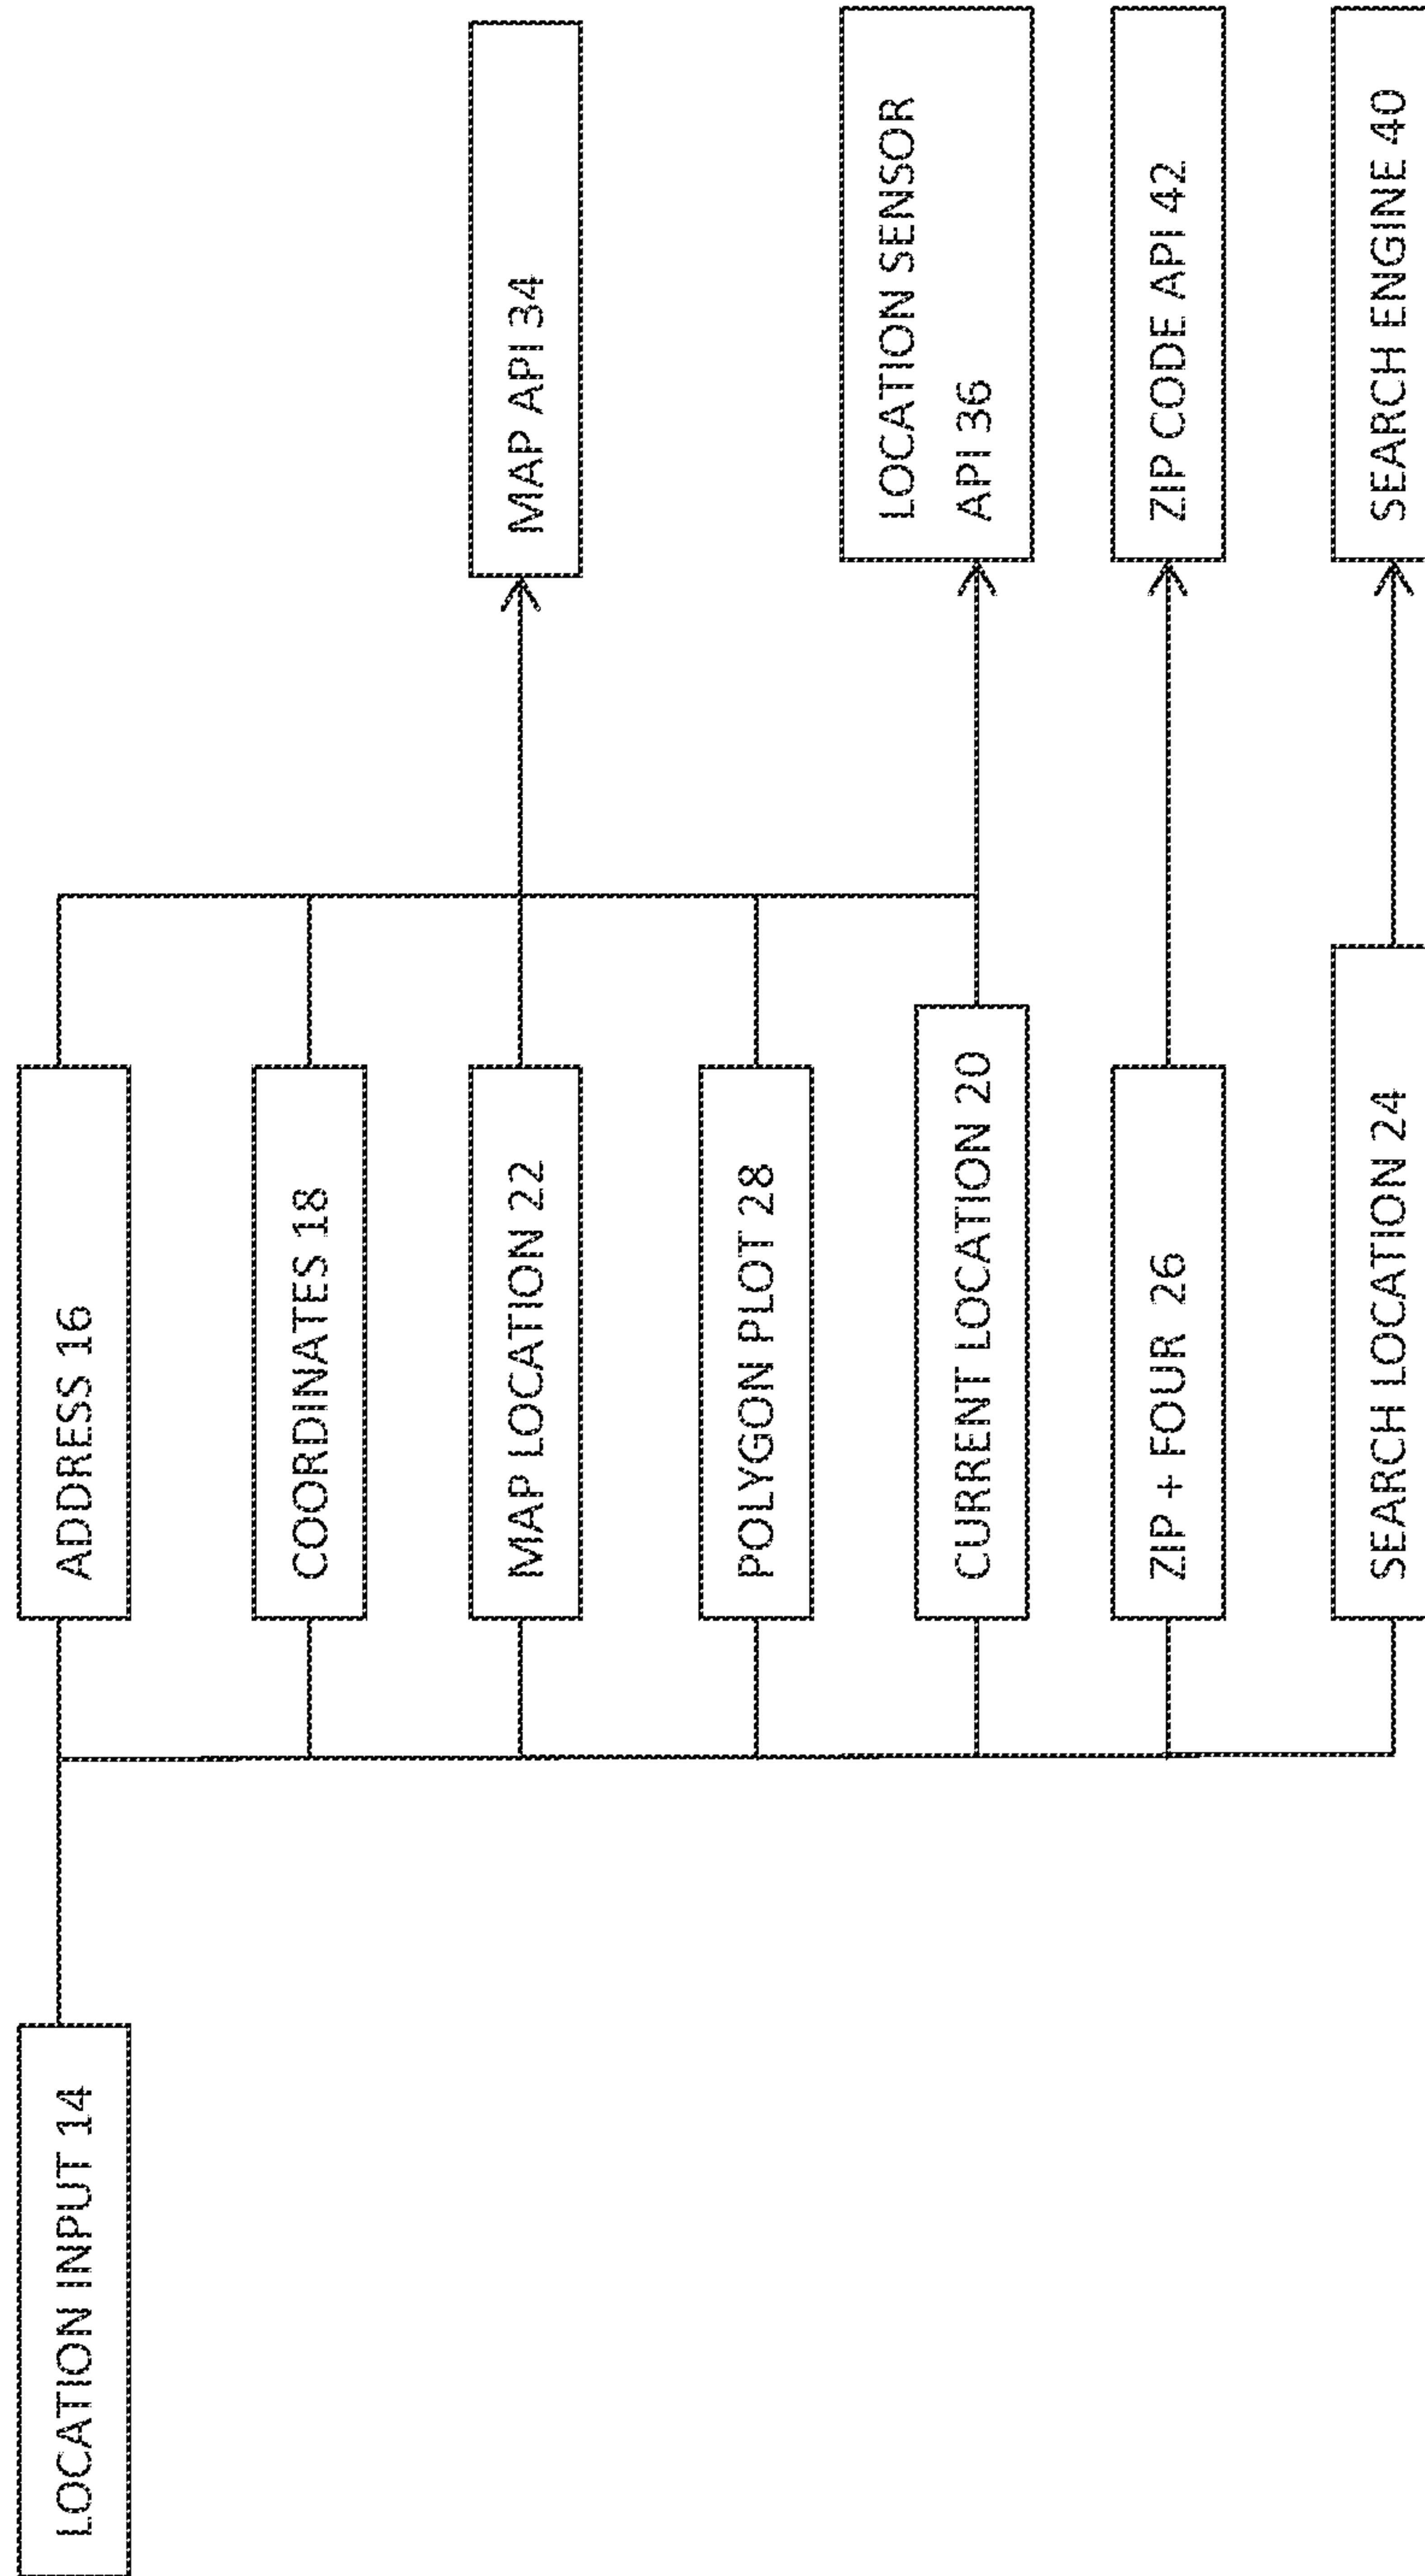 LOCATION INPUT 14
ADDRESS 16
COORDINATES 18
MAP LOCATION 22
POLYGON PLOT 28
CURRENT LOCATION 20
ZIP + FOUR 26
SEARCH LOCATION 24
MAP API 34
LOCATION SENSOR
API 36
ZIP CODE API 42
SEARCH ENGINE 40